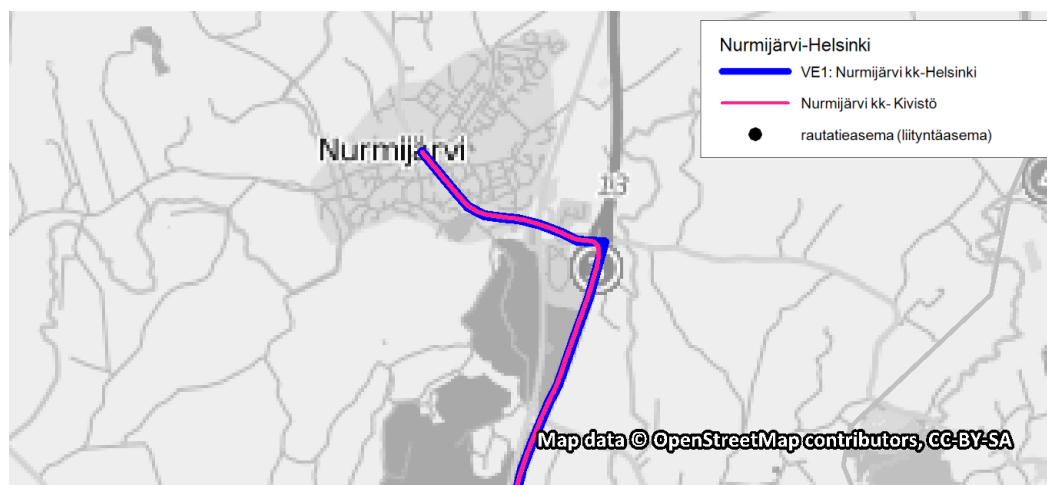 Nurmijärvi-Helsinki
VE1: Nurmijärvi kk-Helsinki
Nurmijärvi kk- Kivistö
rautatieasema (liityntäasema)
Nurmijärvi
Map data © OpenStreetMap contributors, CC-BY-SA